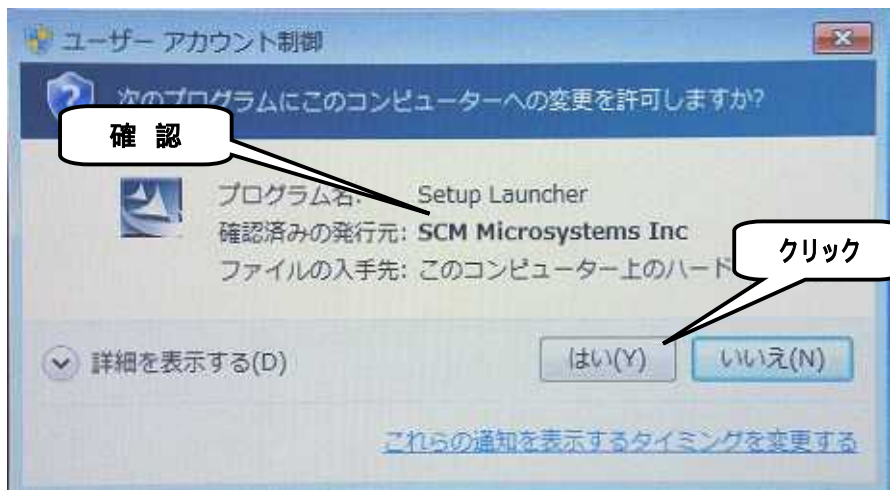 ユーザー アカウント制御
次のプログラムにこのコンピューターへの変更を許可しますか?
確 認
プログラム名: Setup Launcher
確認済みの発行元: SCM Microsystems Inc
ファイルの入手先: このコンピューター上のハード
クリック
詳細を表示する(D)
はい(Y)
いいえ(N)
これらの通知を表示するタイミングを変更する